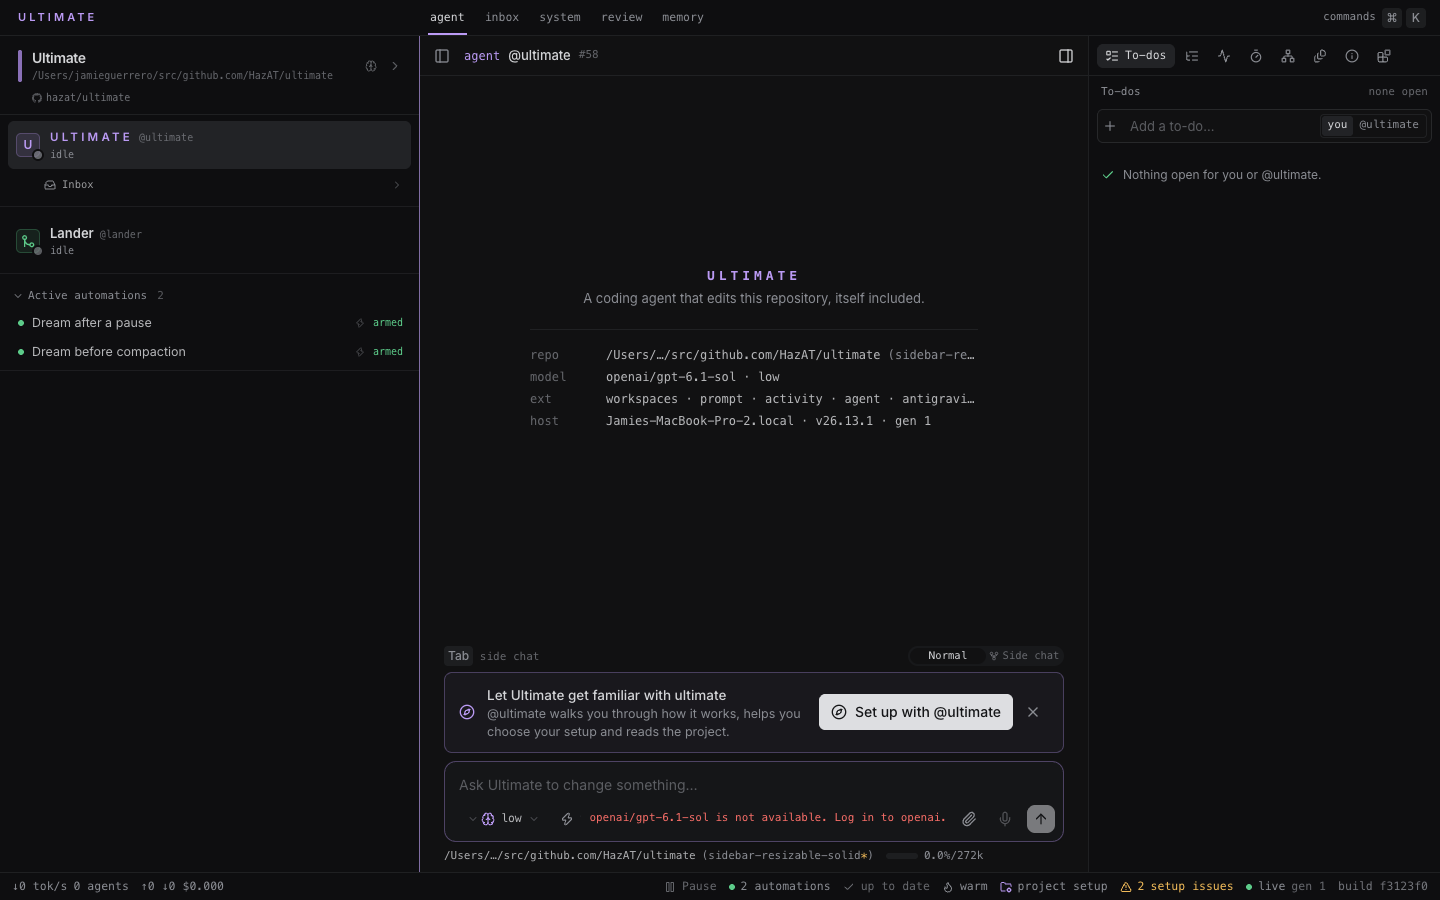 ULTIMATE
agent inbox system review memory
commands ⌘ K
Ultimate
/Users/jamieguerrero/src/github.com/HazAT/ultimate
hazat/ultimate
U
ULTIMATE @ultimate
idle
Inbox
Lander @lander
idle
Active automations 2
Dream after a pause armed
Dream before compaction armed
agent @ultimate #58
ULTIMATE
A coding agent that edits this repository, itself included.
repo /Users/…/src/github.com/HazAT/ultimate (sidebar-re…
model openai/gpt-6.1-sol · low
ext workspaces · prompt · activity · agent · antigravi…
host Jamies-MacBook-Pro-2.local · v26.13.1 · gen 1
Tab side chat
Normal Side chat
Let Ultimate get familiar with ultimate
@ultimate walks you through how it works, helps you
choose your setup and reads the project.
Set up with @ultimate
Ask Ultimate to change something...
low openai/gpt-6.1-sol is not available. Log in to openai.
/Users/…/src/github.com/HazAT/ultimate (sidebar-resizable-solid*) 0.0%/272k
To-dos
To-dos none open
Add a to-do... you @ultimate
Nothing open for you or @ultimate.
↓0 tok/s 0 agents ↑0 ↓0 $0.000
Pause 2 automations up to date warm project setup 2 setup issues live gen 1 build f3123f0